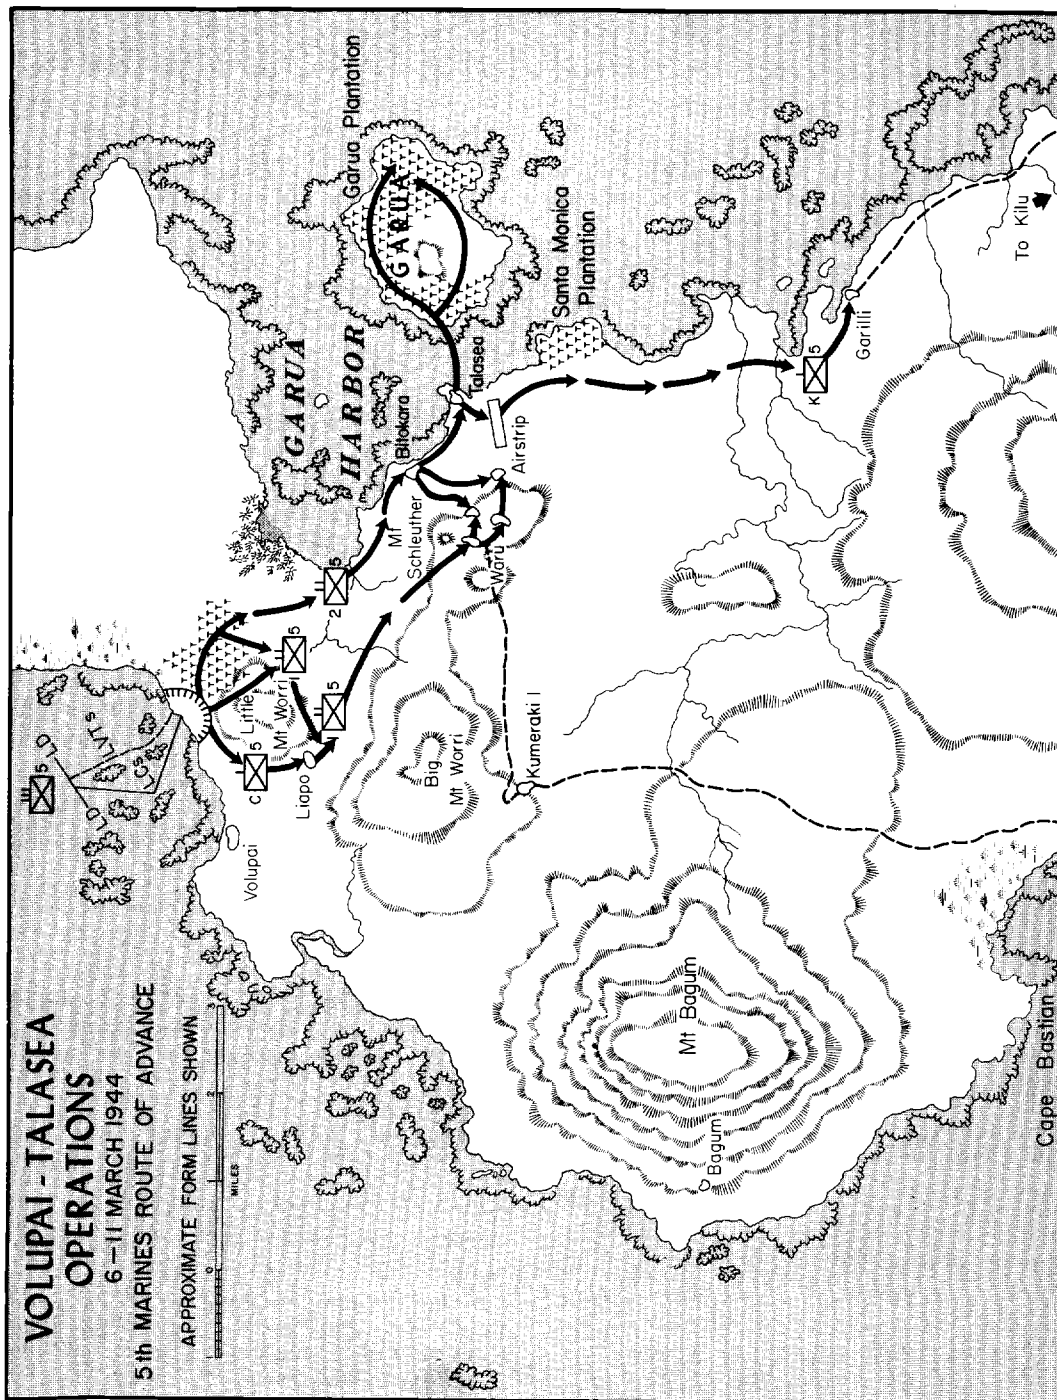 VOLUPAI-TALASEA
OPERATIONS
6-11 MARCH 1944
5th MARINES ROUTE OF ADVANCE
APPROXIMATE FORM LINES SHOWN
1 0 2 3
MILES
5
LD
LD
LVTs
LCs
Volupai
C 5
Liapo
Little
Mt Worri
5
5
2 5
Big
Mt Worri
Kumeraki I
Mt
Schleuther
Waru
Bitokara
Airstrip
Talasea
GARUA
HARBOR
Garua Plantation
GARUA
Santa Monica
Plantation
K 5
Garilli
To Kilu
Mt Bagum
Bagum
Cape Bastian